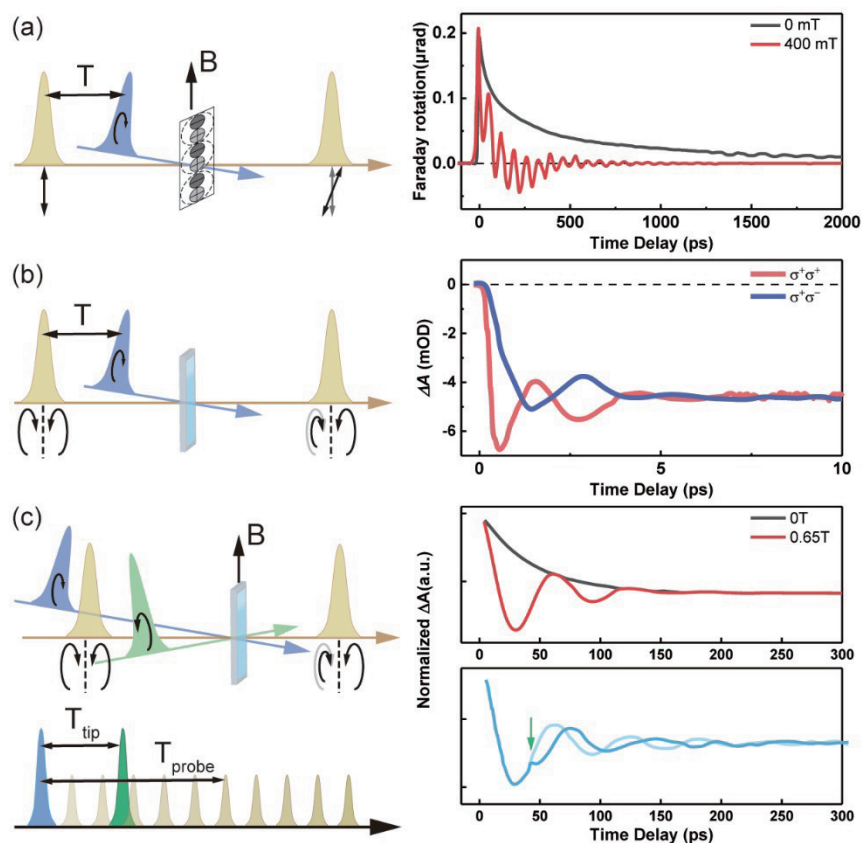 (a)
T
B
Faraday rotation(μrad)
0.2
0.1
0.0
0 mT
400 mT
0
500
1000
1500
2000
Time Delay (ps)
(b)
T
ΔA (mOD)
0
-2
-4
-6
σ⁺σ⁺
σ⁺σ⁻
0
5
10
Time Delay (ps)
(c)
B
T_tip
T_probe
Normalized ΔA(a.u.)
0T
0.65T
0
50
100
150
200
250
300
0
50
100
150
200
250
300
Time Delay (ps)